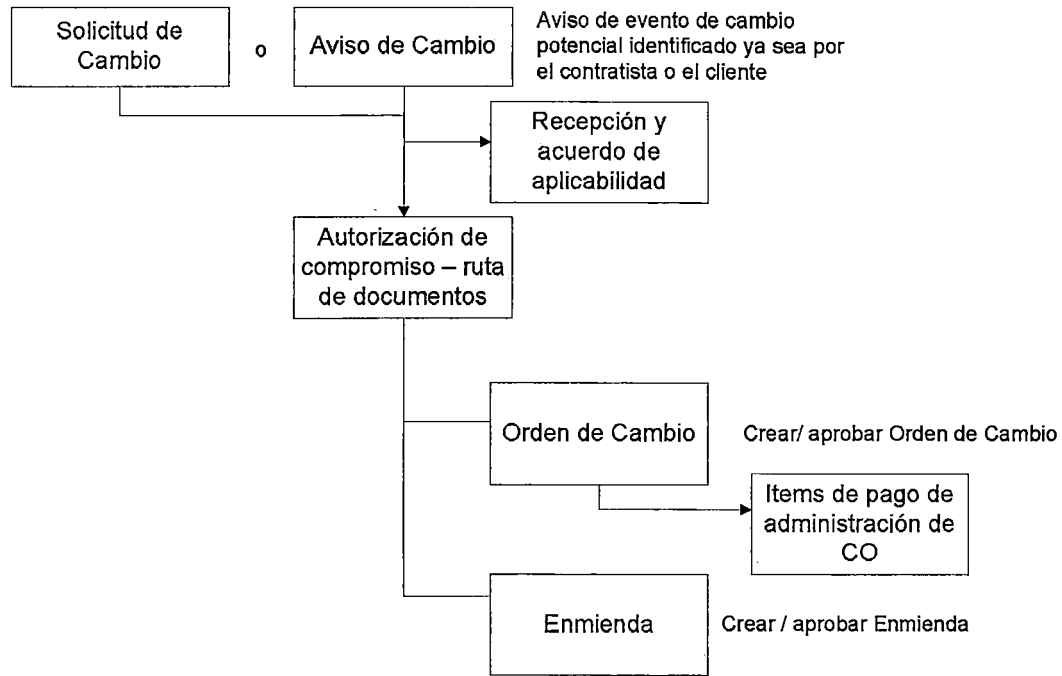 Solicitud de
Cambio
o
Aviso de Cambio
Aviso de evento de cambio
potencial identificado ya sea por
el contratista o el cliente
Recepción y
acuerdo de
aplicabilidad
Autorización de
compromiso – ruta
de documentos
Orden de Cambio
Crear/ aprobar Orden de Cambio
Items de pago de
administración de
CO
Enmienda
Crear / aprobar Enmienda